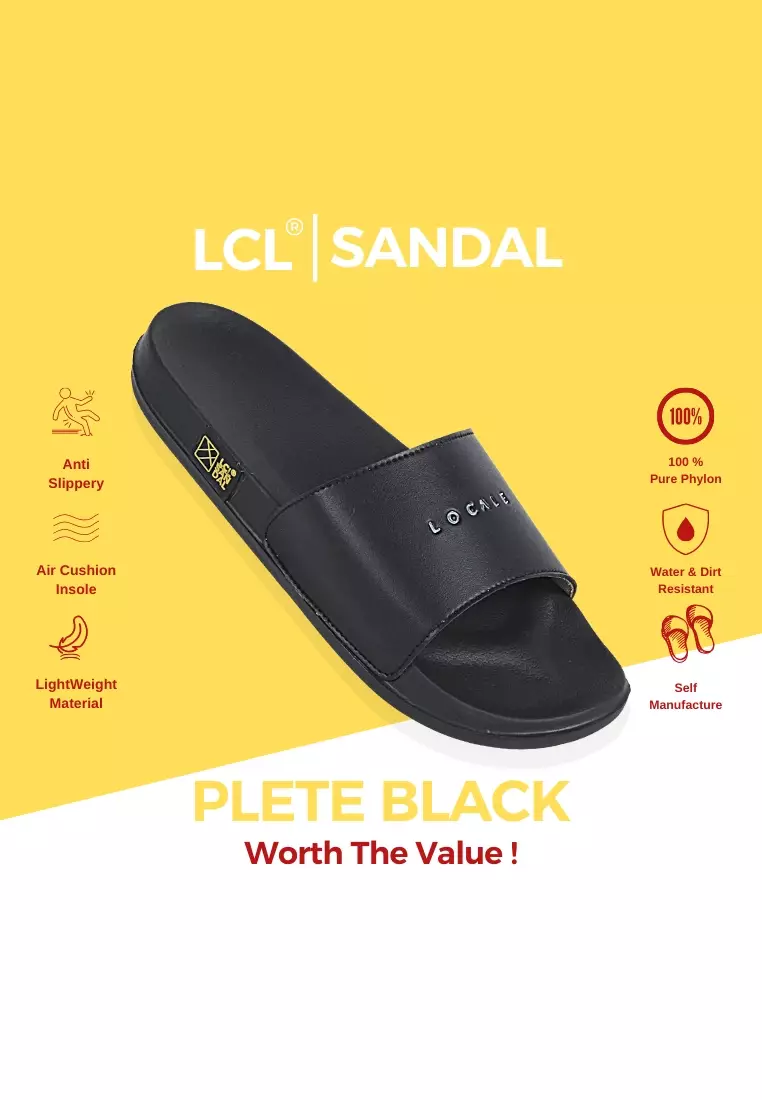 LCL® | SANDAL
Anti
Slippery
Air Cushion
Insole
LightWeight
Material
LOCALE
100%
100 %
Pure Phylon
Water & Dirt
Resistant
Self
Manufacture
PLETE BLACK
Worth The Value !